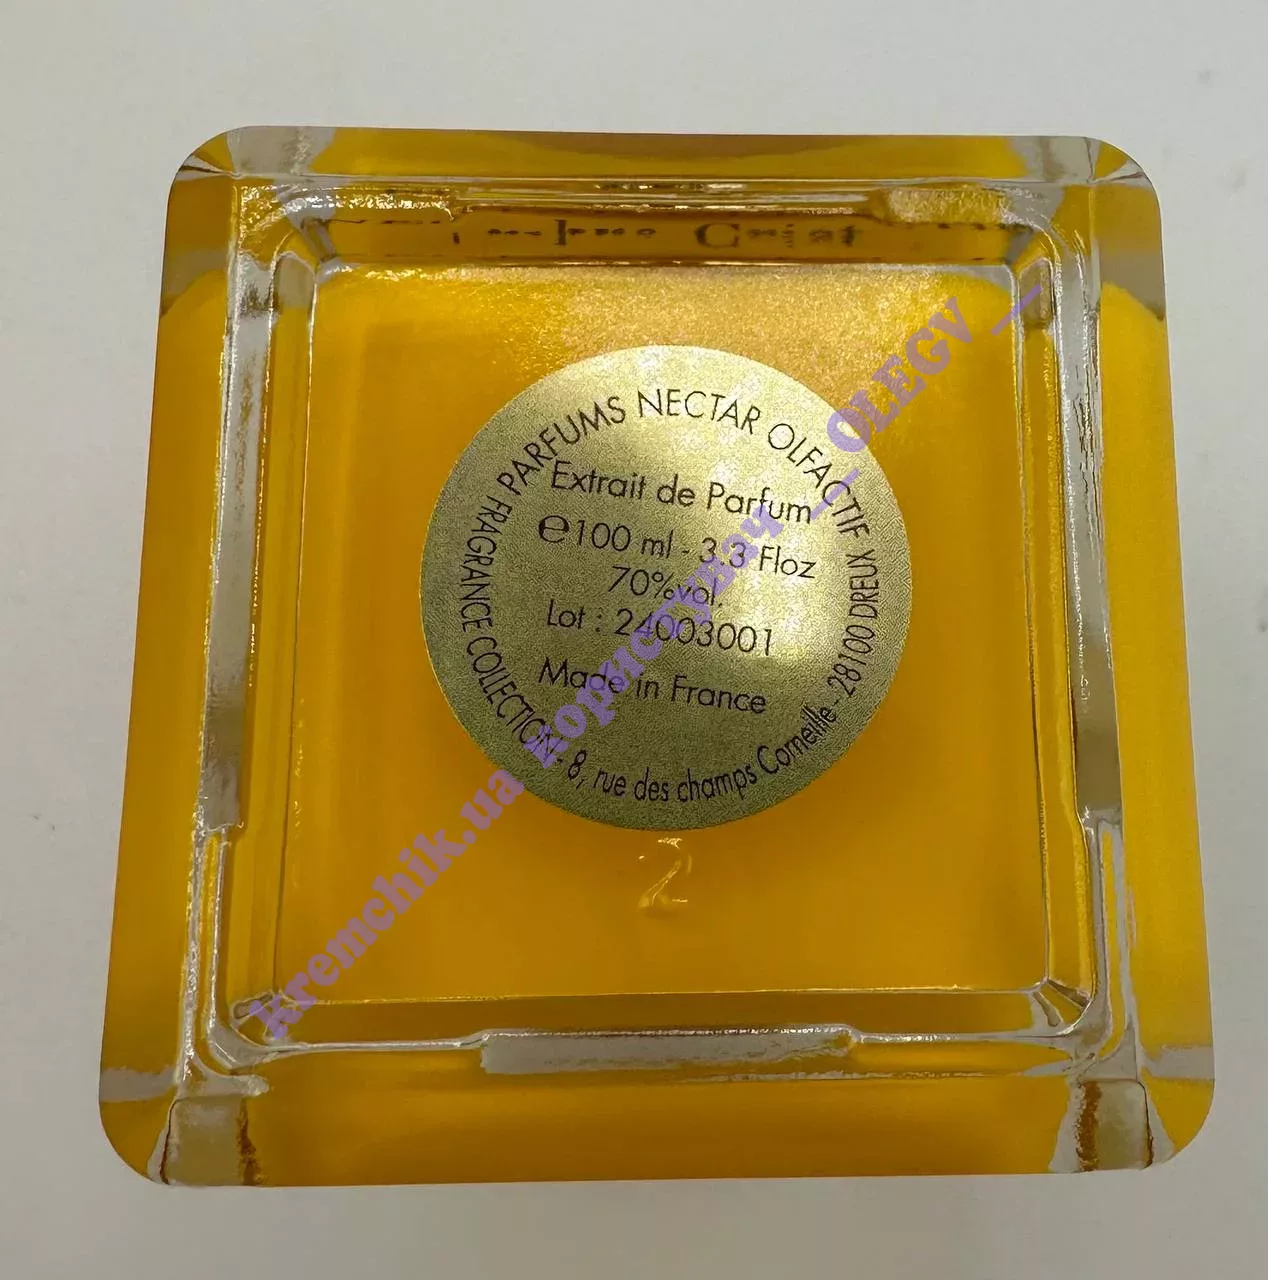 PARFUMS NECTAR OLFACTIF
Extrait de Parfum
℮100 ml - 3.3 Floz
70%vol.
Lot : 24003001
Made in France
FRAGRANCE COLLECTION - 8, rue des champs Corneille - 28100 DREUX
2
kremchik.ua користувач __OLEGV__